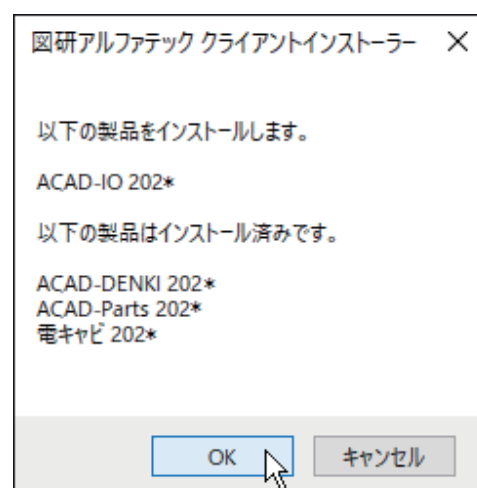 図研アルファテック クライアントインストーラー
以下の製品をインストールします。
ACAD-IO 202*
以下の製品はインストール済みです。
ACAD-DENKI 202*
ACAD-Parts 202*
電キャビ 202*
OK
キャンセル